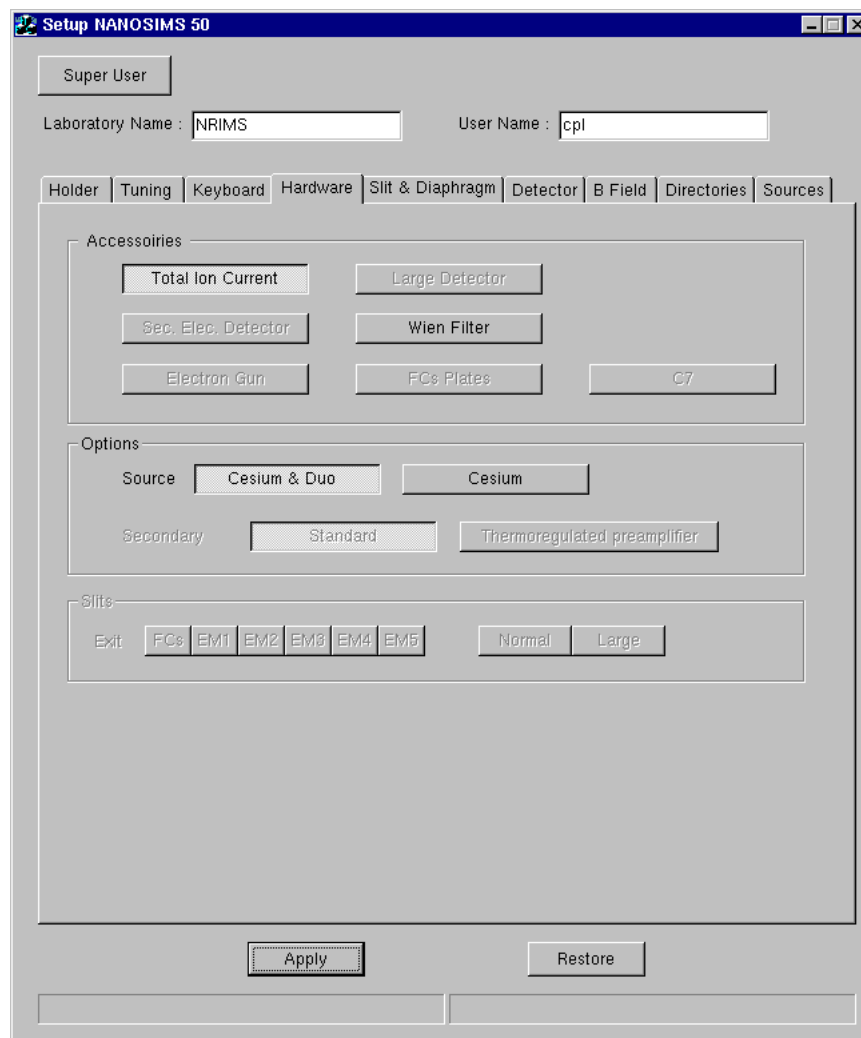 Setup NANOSIMS 50
Super User
Laboratory Name : NRIMS User Name : cpl
Holder Tuning Keyboard Hardware Slit & Diaphragm Detector B Field Directories Sources
Accessoiries
Total Ion Current Large Detector
Sec. Elec. Detector Wien Filter
Electron Gun FCs Plates C7
Options
Source Cesium & Duo Cesium
Secondary Standard Thermoregulated preamplifier
Slits
Exit FCs EM1 EM2 EM3 EM4 EM5 Normal Large
Apply Restore